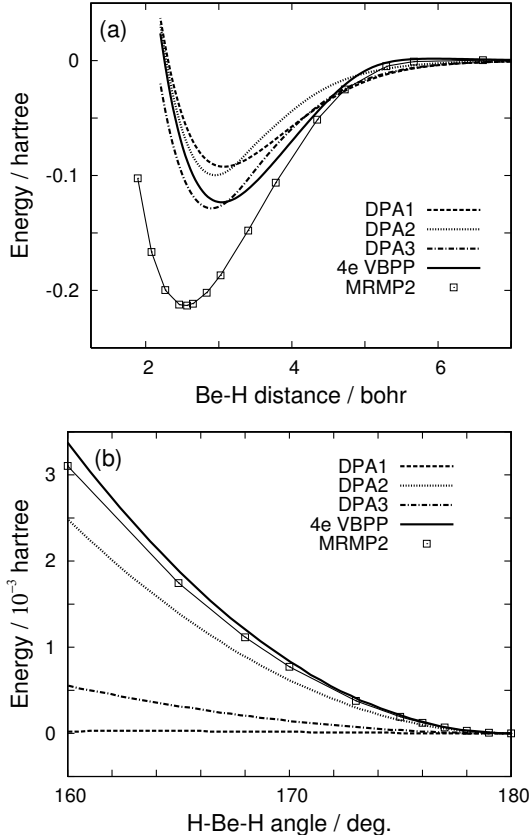 (a)
0
-0.1
-0.2
Energy / hartree
DPA1
DPA2
DPA3
4e VBPP
MRMP2
2
4
6
Be-H distance / bohr
(b)
3
2
1
0
Energy / 10⁻³ hartree
DPA1
DPA2
DPA3
4e VBPP
MRMP2
160
170
180
H-Be-H angle / deg.